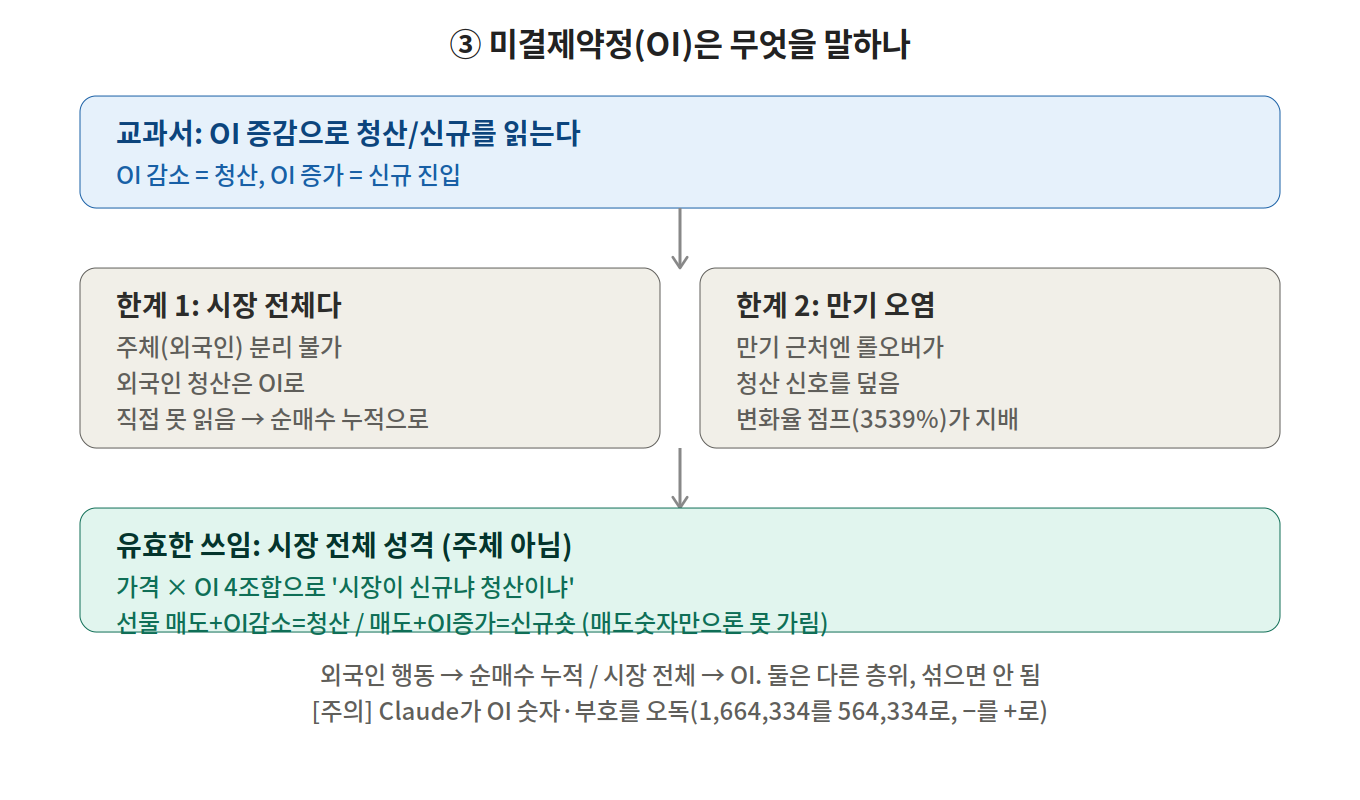 ③ 미결제약정(OI)은 무엇을 말하나
교과서: OI 증감으로 청산/신규를 읽는다
OI 감소 = 청산, OI 증가 = 신규 진입
한계 1: 시장 전체다
주체(외국인) 분리 불가
외국인 청산은 OI로
직접 못 읽음 → 순매수 누적으로
한계 2: 만기 오염
만기 근처엔 롤오버가
청산 신호를 덮음
변화율 점프(3539%)가 지배
유효한 쓰임: 시장 전체 성격 (주체 아님)
가격 × OI 4조합으로 '시장이 신규냐 청산이냐'
선물 매도+OI감소=청산 / 매도+OI증가=신규숏 (매도숫자만으론 못 가림)
외국인 행동 → 순매수 누적 / 시장 전체 → OI. 둘은 다른 층위, 섞으면 안 됨
[주의] Claude가 OI 숫자·부호를 오독(1,664,334를 564,334로, −를 +로)